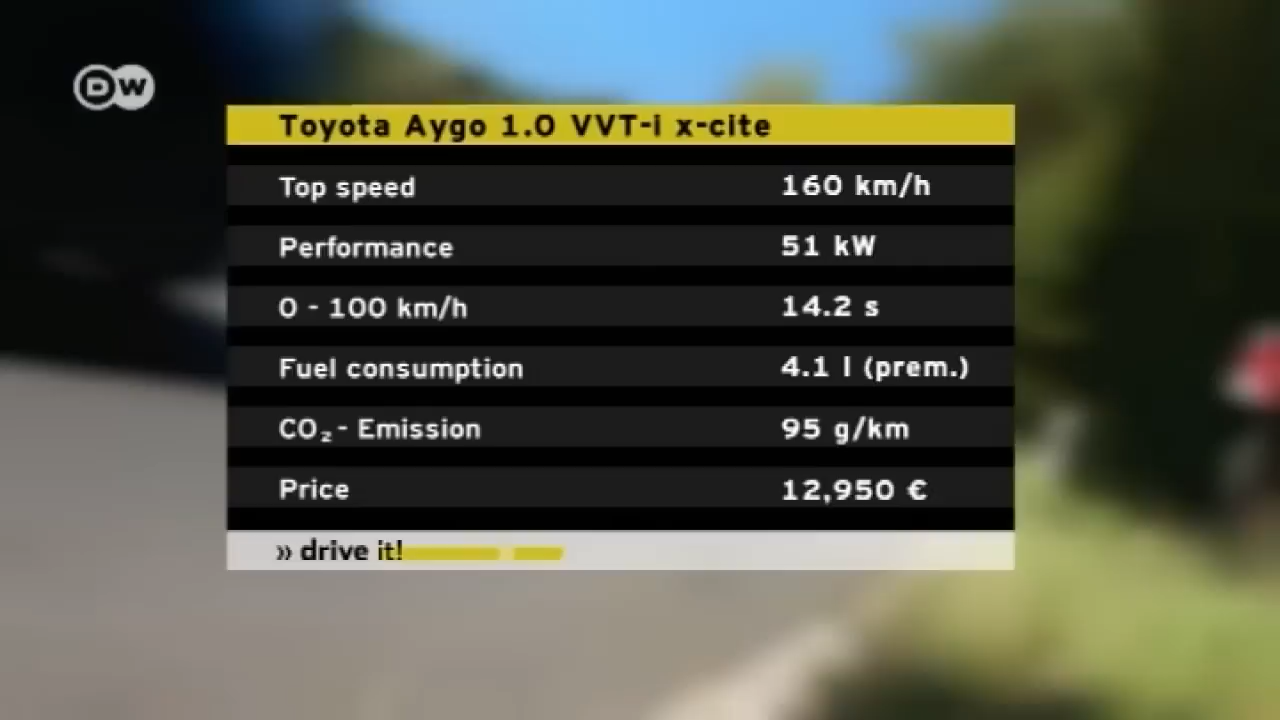 DW
Toyota Aygo 1.0 VVT-i x-cite
Top speed 160 km/h
Performance 51 kW
0 - 100 km/h 14.2 s
Fuel consumption 4.1 l (prem.)
CO₂- Emission 95 g/km
Price 12,950 €
» drive it!